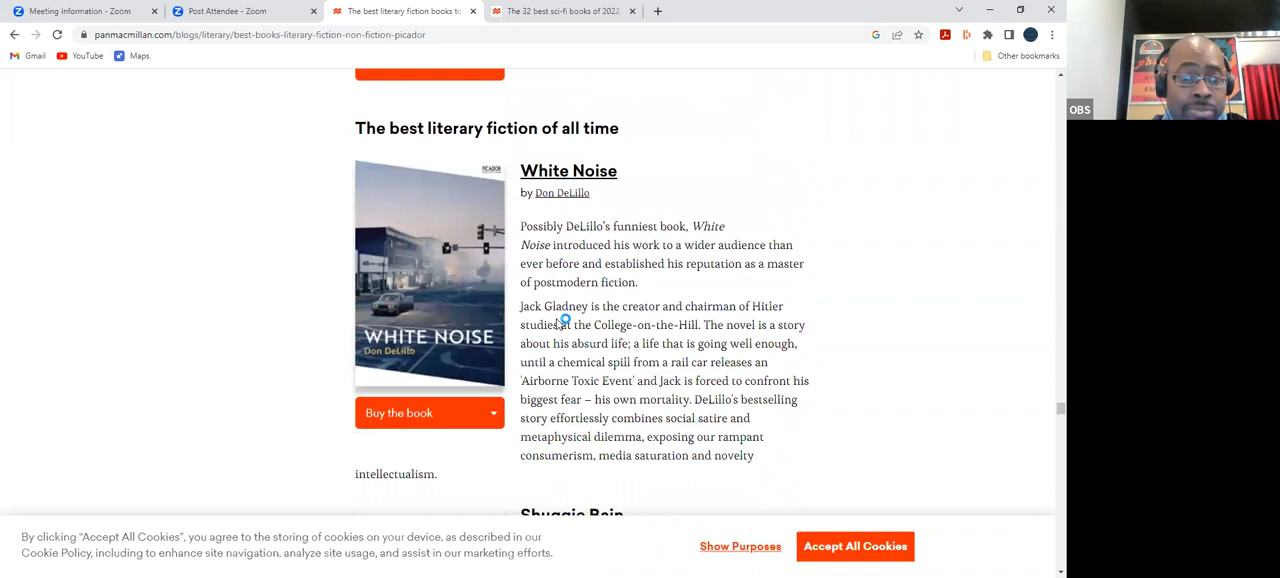 Meeting Information - Zoom
Post Attendee - Zoom
The best literary fiction books to
The 32 best sci-fi books of 2022,
panmacmillan.com/blogs/literary/best-books-literary-fiction-non-fiction-picador
Gmail
YouTube
Maps
Other bookmarks
OBS
The best literary fiction of all time
PICADOR
WHITE NOISE
Don DeLillo
Buy the book
White Noise
by Don DeLillo
Possibly DeLillo's funniest book, White
Noise introduced his work to a wider audience than
ever before and established his reputation as a master
of postmodern fiction.
Jack Gladney is the creator and chairman of Hitler
studies at the College-on-the-Hill. The novel is a story
about his absurd life; a life that is going well enough,
until a chemical spill from a rail car releases an
'Airborne Toxic Event' and Jack is forced to confront his
biggest fear – his own mortality. DeLillo's bestselling
story effortlessly combines social satire and
metaphysical dilemma, exposing our rampant
consumerism, media saturation and novelty
intellectualism.
Shuggie Bain
By clicking “Accept All Cookies”, you agree to the storing of cookies on your device, as described in our
Cookie Policy, including to enhance site navigation, analyze site usage, and assist in our marketing efforts.
Show Purposes
Accept All Cookies